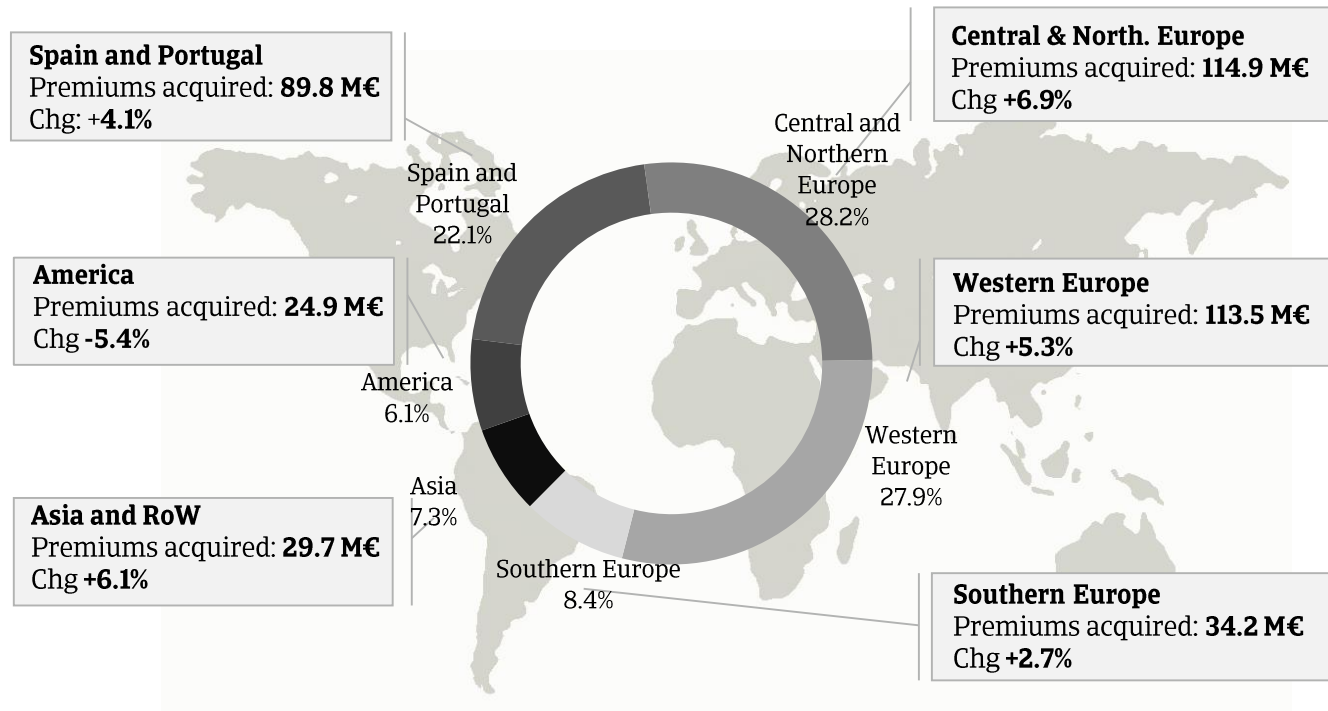 Spain and Portugal
Premiums acquired: 89.8 M€
Chg: +4.1%
Central & North. Europe
Premiums acquired: 114.9 M€
Chg +6.9%
Central and
Northern
Europe
28.2%
Spain and
Portugal
22.1%
America
Premiums acquired: 24.9 M€
Chg -5.4%
Western Europe
Premiums acquired: 113.5 M€
Chg +5.3%
America
6.1%
Western
Europe
27.9%
Asia
7.3%
Asia and RoW
Premiums acquired: 29.7 M€
Chg +6.1%
Southern Europe
8.4%
Southern Europe
Premiums acquired: 34.2 M€
Chg +2.7%